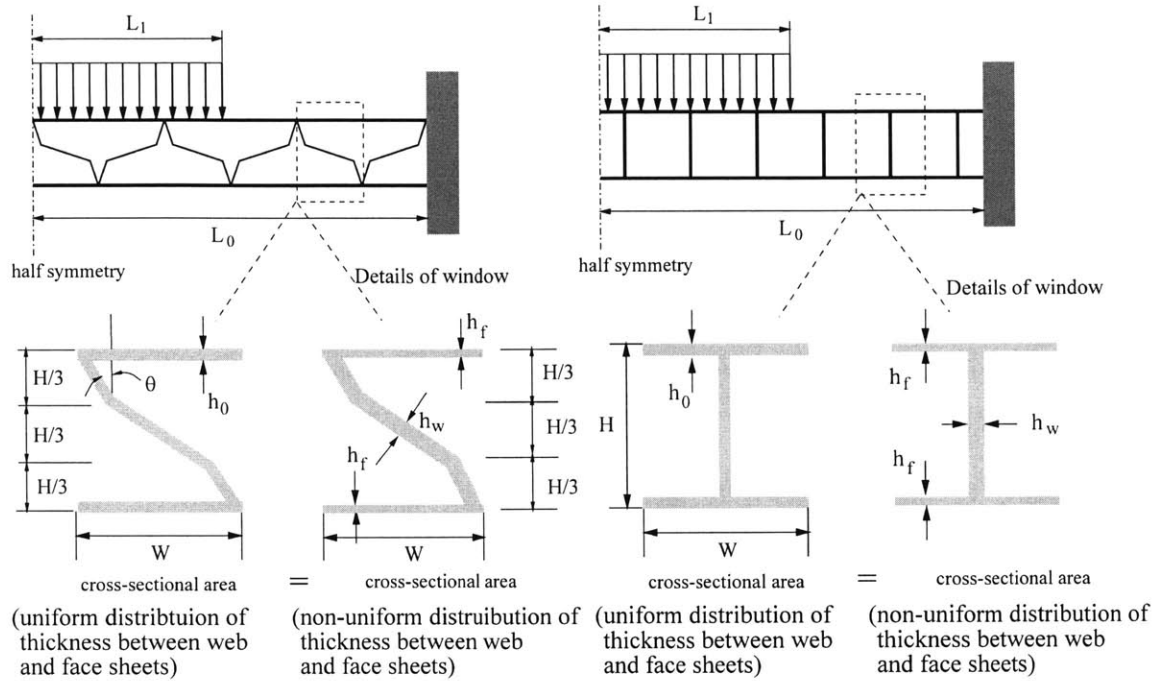 L1
L0
half symmetry
Details of window
H/3
H/3
H/3
θ
h0
W
hf
hw
hf
H/3
H/3
H/3
W
cross-sectional area
=
cross-sectional area
(uniform distribtuion of
thickness between web
and face sheets)
(non-uniform distruibution of
thickness between web
and face sheets)
L1
L0
half symmetry
Details of window
h0
H
W
hf
hw
hf
cross-sectional area
=
cross-sectional area
(uniform distribution of
thickness between web
and face sheets)
(non-uniform distribution of
thickness between web
and face sheets)